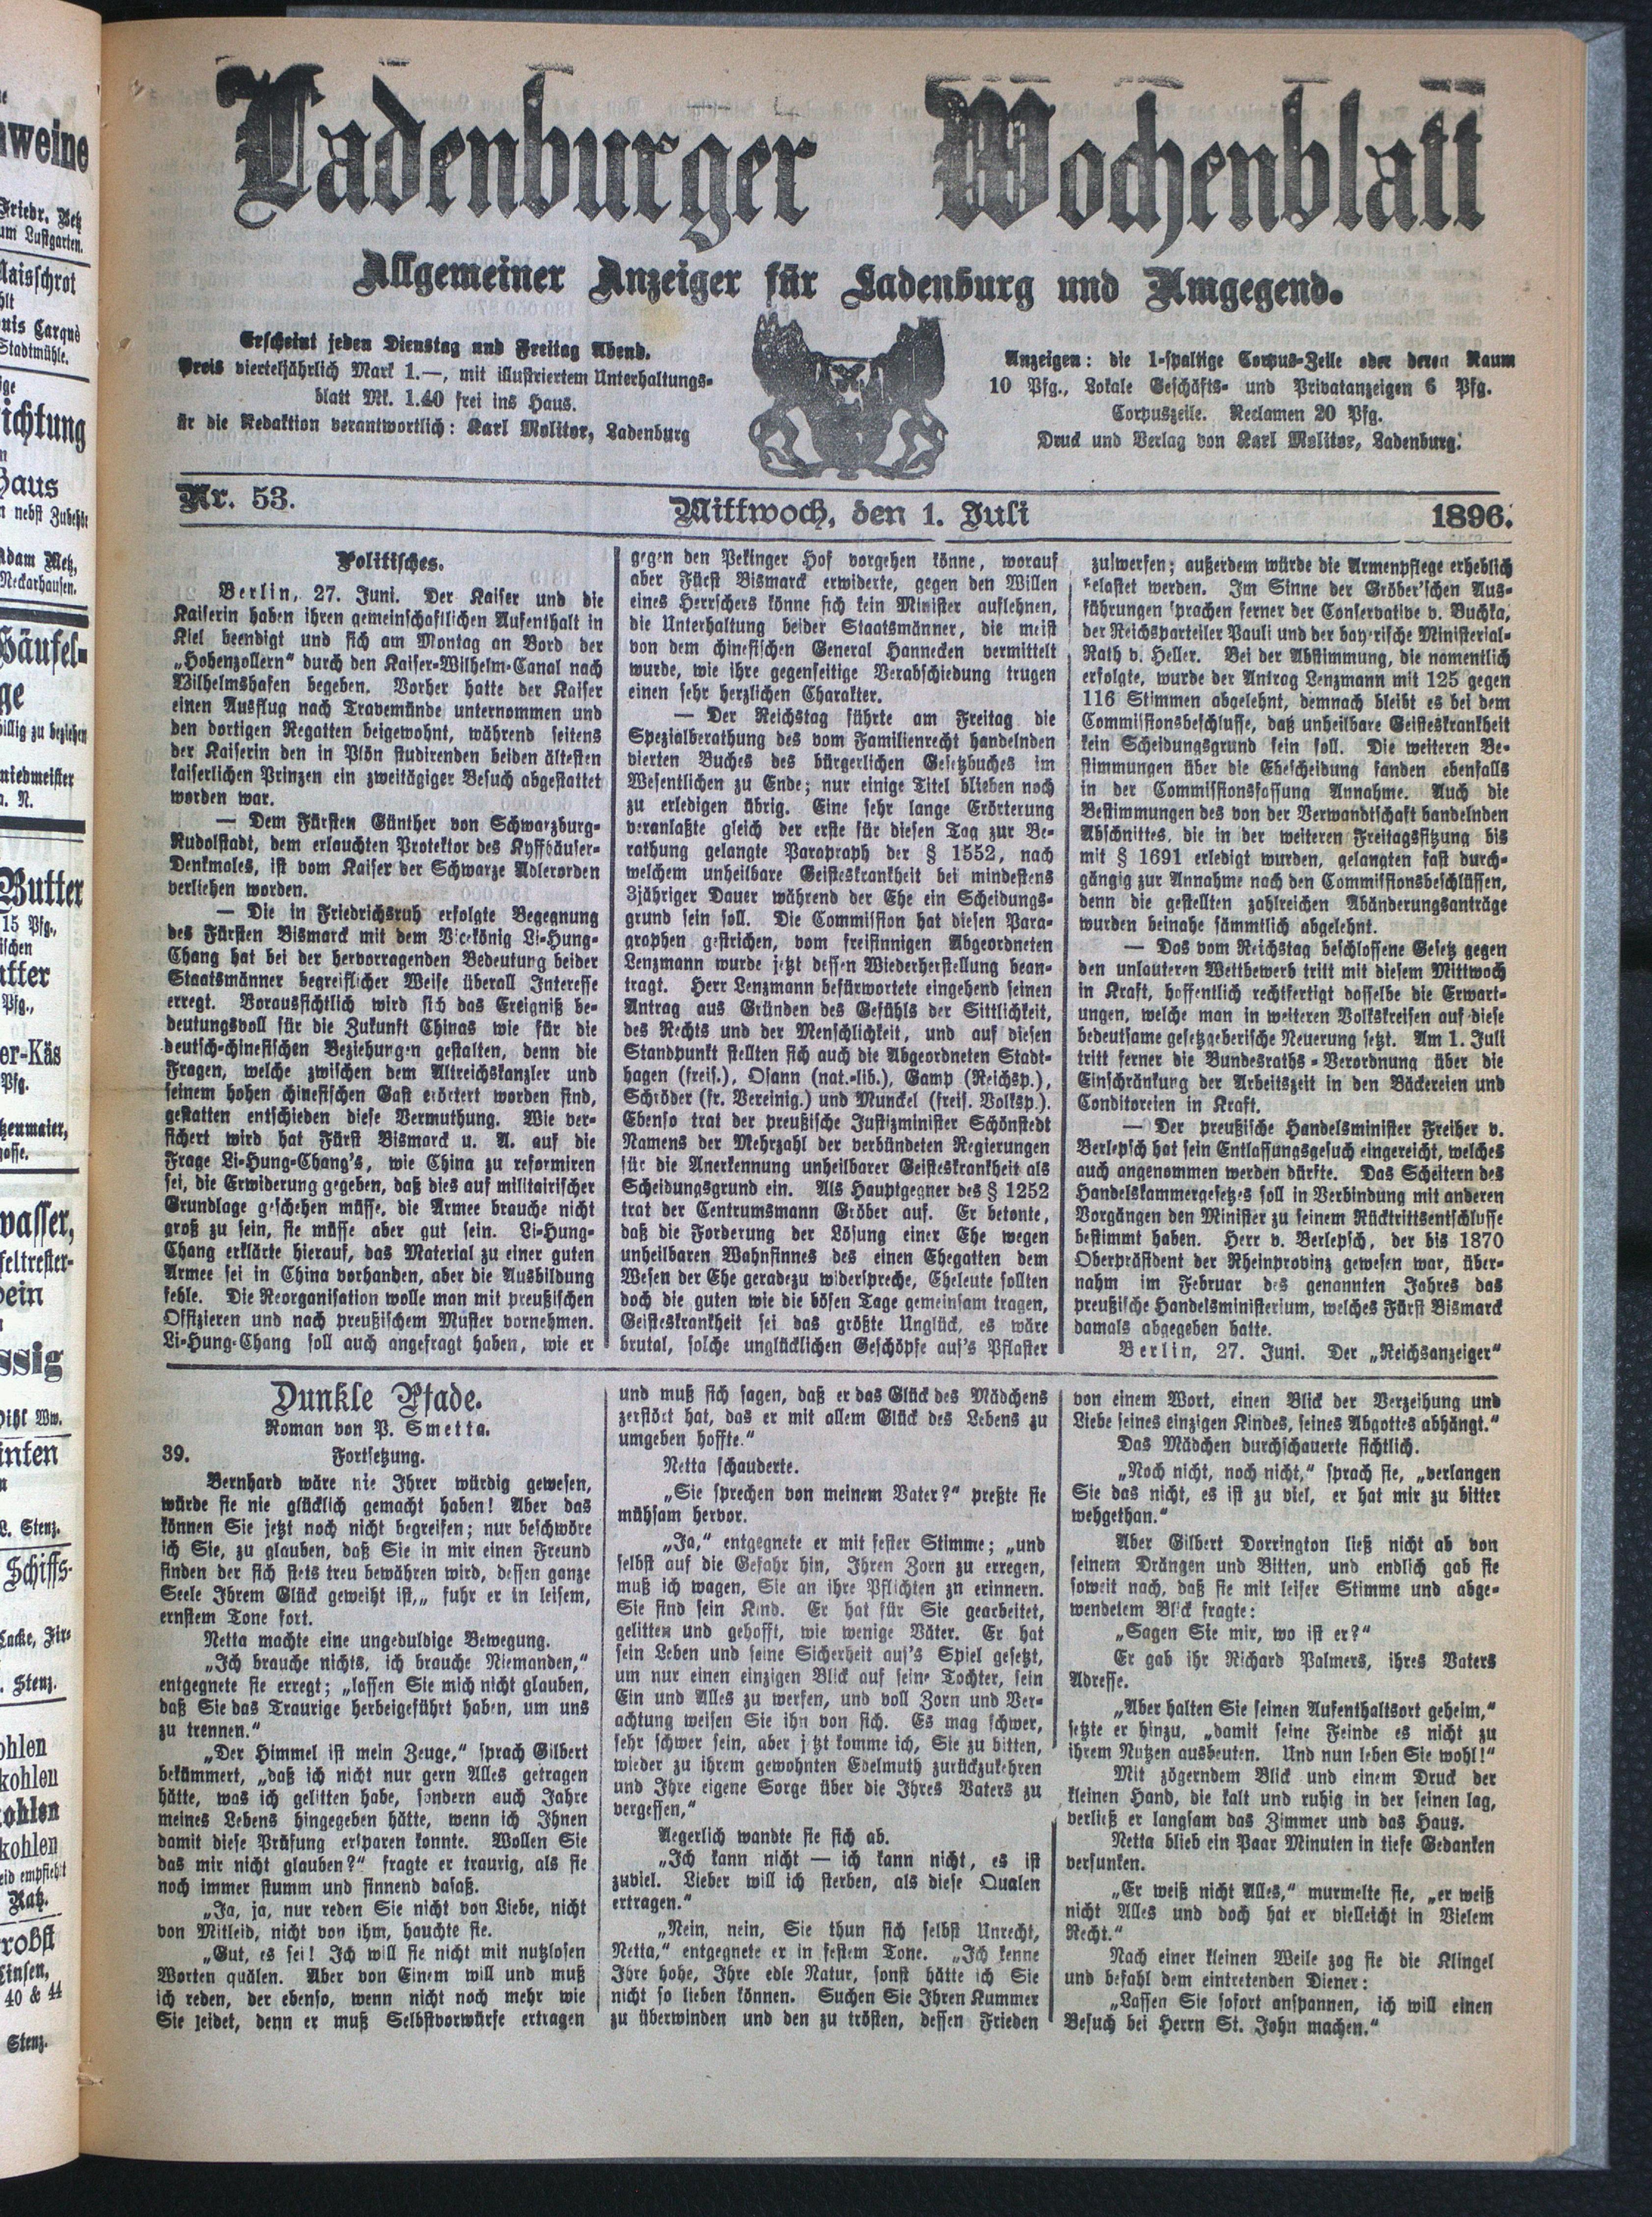 Ladenburger Wochenblatt
Allgemeiner Anzeiger für Ladenburg und Umgegend.
Erscheint jeden Dienstag und Freitag Abend.
Preis vierteljährlich Mark 1.—, mit illustriertem Unterhaltungs-
blatt Mk. 1.40 frei ins Haus.
ür die Redaktion verantwortlich: Karl Molitor, Ladenburg
Anzeigen: die 1-spaltige Corpus-Zeile oder deren Raum
10 Pfg., Lokale Geschäfts- und Privatanzeigen 6 Pfg.
Corpuszeile. Reclamen 20 Pfg.
Druck und Verlag von Karl Molitor, Ladenburg.
Nr. 53.
Mittwoch, den 1. Juli
1896.
Politisches.
Berlin, 27. Juni. Der Kaiser und die
Kaiserin haben ihren gemeinschaftlichen Aufenthalt in
Kiel beendigt und sich am Montag an Bord der
„Hohenzollern“ durch den Kaiser-Wilhelm-Canal nach
Wilhelmshafen begeben. Vorher hatte der Kaiser
einen Ausflug nach Travemünde unternommen und
den dortigen Regatten beigewohnt, während seitens
der Kaiserin den in Plön studirenden beiden ältesten
kaiserlichen Prinzen ein zweitägiger Besuch abgestattet
worden war.
— Dem Fürsten Günther von Schwarzburg-
Rudolstadt, dem erlauchten Protektor des Kyffhäuser-
Denkmales, ist vom Kaiser der Schwarze Adlerorden
verliehen worden.
— Die in Friedrichsruh erfolgte Begegnung
des Fürsten Bismarck mit dem Vicekönig Li-Hung-
Chang hat bei der hervorragenden Bedeutung beider
Staatsmänner begreiflicher Weise überall Interesse
erregt. Voraussichtlich wird sich das Ereigniß be-
deutungsvoll für die Zukunft Chinas wie für die
deutsch-chinesischen Beziehungen gestalten, denn die
Fragen, welche zwischen dem Altreichskanzler und
seinem hohen chinesischen Gast erörtert worden sind,
gestatten entschieden diese Vermuthung. Wie ver-
sichert wird hat Fürst Bismarck u. A. auf die
Frage Li-Hung-Chang's, wie China zu reformiren
sei, die Erwiderung gegeben, daß dies auf militairischer
Grundlage geschehen müsse, die Armee brauche nicht
groß zu sein, sie müsse aber gut sein. Li-Hung-
Chang erklärte hierauf, das Material zu einer guten
Armee sei in China vorhanden, aber die Ausbildung
fehle. Die Reorganisation wolle man mit preußischen
Offizieren und nach preußischem Muster vornehmen.
Li-Hung-Chang soll auch angefragt haben, wie er
gegen den Pekinger Hof vorgehen könne, worauf
aber Fürst Bismarck erwiderte, gegen den Willen
eines Herrschers könne sich kein Minister auflehnen,
die Unterhaltung beider Staatsmänner, die meist
von dem chinesischen General Hannecken vermittelt
wurde, wie ihre gegenseitige Verabschiedung trugen
einen sehr herzlichen Charakter.
— Der Reichstag führte am Freitag die
Spezialberathung des vom Familienrecht handelnden
vierten Buches des bürgerlichen Gesetzbuches im
Wesentlichen zu Ende; nur einige Titel blieben noch
zu erledigen übrig. Eine sehr lange Erörterung
veranlaßte gleich der erste für diesen Tag zur Be-
rathung gelangte Parapraph der § 1552, nach
welchem unheilbare Geisteskrankheit bei mindestens
3jähriger Dauer während der Ehe ein Scheidungs-
grund sein soll. Die Commission hat diesen Para-
graphen gestrichen, vom freisinnigen Abgeordneten
Lenzmann wurde jetzt dessen Wiederherstellung bean-
tragt. Herr Lenzmann befürwortete eingehend seinen
Antrag aus Gründen des Gefühls der Sittlichkeit,
des Rechts und der Menschlichkeit, und auf diesen
Standpunkt stellten sich auch die Abgeordneten Stadt-
hagen (freis.), Osann (nat.-lib.), Gamp (Reichsp.),
Schröder (fr. Vereinig.) und Munckel (freis. Volksp.).
Ebenso trat der preußische Justizminister Schönstedt
Namens der Mehrzahl der verbündeten Regierungen
für die Anerkennung unheilbarer Geisteskrankheit als
Scheidungsgrund ein. Als Hauptgegner des § 1252
trat der Centrumsmann Gröber auf. Er betonte,
daß die Forderung der Lösung einer Ehe wegen
unheilbaren Wahnsinnes des einen Ehegatten dem
Wesen der Ehe geradezu widerspreche, Eheleute sollten
doch die guten wie die bösen Tage gemeinsam tragen,
Geisteskrankheit sei das größte Unglück, es wäre
brutal, solche unglücklichen Geschöpfe aus's Pflaster
zu werfen; außerdem würde die Armenpflege erheblich
belastet werden. Im Sinne der Gröber'schen Aus-
führungen sprachen ferner der Conservative v. Buchka,
der Reichsparteiler Pauli und der bayerische Ministerial-
Rath v. Heller. Bei der Abstimmung, die namentlich
erfolgte, wurde der Antrag Lenzmann mit 125 gegen
116 Stimmen abgelehnt, demnach bleibt es bei dem
Commissionsbeschlusse, daß unheilbare Geisteskrankheit
kein Scheidungsgrund sein soll. Die weiteren Be-
stimmungen über die Ehescheidung fanden ebenfalls
in der Commissionsfassung Annahme. Auch die
Bestimmungen des von der Verwandtschaft handelnden
Abschnittes, die in der weiteren Freitagssitzung bis
mit § 1691 erledigt wurden, gelangten fast durch-
gängig zur Annahme nach den Commissionsbeschlüssen,
denn die gestellten zahlreichen Abänderungsanträge
wurden beinahe sämmtlich abgelehnt.
— Das vom Reichstag beschlossene Gesetz gegen
den unlauteren Wettbewerb tritt mit diesem Mittwoch
in Kraft, hoffentlich rechtfertigt dasselbe die Erwart-
ungen, welche man in weiteren Volkskreisen auf diese
bedeutsame gesetzgeberische Neuerung setzt. Am 1. Juli
tritt ferner die Bundesraths-Verordnung über die
Einschränkung der Arbeitszeit in den Bäckereien und
Conditoreien in Kraft.
— Der preußische Handelsminister Freiher v.
Berlepsch hat sein Entlassungsgesuch eingereicht, welches
auch angenommen werden dürfte. Das Scheitern des
Handelskammergesetzes soll in Verbindung mit anderen
Vorgängen den Minister zu seinem Rücktrittsentschlusse
bestimmt haben. Herr v. Berlepsch, der bis 1870
Oberpräsident der Rheinprovinz gewesen war, über-
nahm im Februar des genannten Jahres das
preußische Handelsministerium, welches Fürst Bismarck
damals abgegeben hatte.
Berlin, 27. Juni. Der „Reichsanzeiger“
Dunkle Pfade.
Roman von P. Smetta.
39. Fortsetzung.
Bernhard wäre nie Ihrer würdig gewesen,
würde sie nie glücklich gemacht haben! Aber das
können Sie jetzt noch nicht begreifen; nur beschwöre
ich Sie, zu glauben, daß Sie in mir einen Freund
finden der sich stets treu bewähren wird, dessen ganze
Seele Ihrem Glück geweiht ist,„ fuhr er in leisem,
ernstem Tone fort.
Netta machte eine ungeduldige Bewegung.
„Ich brauche nichts, ich brauche Niemanden,“
entgegnete sie erregt; „lassen Sie mich nicht glauben,
daß Sie das Traurige herbeigeführt haben, um uns
zu trennen.“
„Der Himmel ist mein Zeuge,“ sprach Gilbert
bekümmert, „daß ich nicht nur gern Alles getragen
hätte, was ich gelitten habe, sondern auch Jahre
meines Lebens hingegeben hätte, wenn ich Ihnen
damit diese Prüfung ersparen konnte. Wollen Sie
das mir nicht glauben?“ fragte er traurig, als sie
noch immer stumm und sinnend dasaß.
„Ja, ja, nur reden Sie nicht von Liebe, nicht
von Mitleid, nicht von ihm, hauchte sie.
„Gut, es sei! Ich will sie nicht mit nutzlosen
Worten quälen. Aber von Einem will und muß
ich reden, der ebenso, wenn nicht noch mehr wie
Sie leidet, denn er muß Selbstvorwürfe ertragen
und muß sich sagen, daß er das Glück des Mädchens
zerstört hat, das er mit allem Glück des Lebens zu
umgeben hoffte.“
Netta schauderte.
„Sie sprechen von meinem Vater?“ preßte sie
mühsam hervor.
„Ja,“ entgegnete er mit fester Stimme; „und
selbst auf die Gefahr hin, Ihren Zorn zu erregen,
muß ich wagen, Sie an ihre Pflichten zn erinnern.
Sie sind sein Kind. Er hat für Sie gearbeitet,
gelitten und gehofft, wie wenige Väter. Er hat
sein Leben und seine Sicherheit aus's Spiel gesetzt,
um nur einen einzigen Blick auf seine Tochter, sein
Ein und Alles zu werfen, und voll Zorn und Ver-
achtung weisen Sie ihn von sich. Es mag schwer,
sehr schwer sein, aber jetzt komme ich, Sie zu bitten,
wieder zu ihrem gewohnten Edelmuth zurückzukehren
und Ihre eigene Sorge über die Ihres Vaters zu
vergessen,“
Aegerlich wandte sie sich ab.
„Ich kann nicht — ich kann nicht, es ist
zuviel. Lieber will ich sterben, als diese Qualen
ertragen.“
„Nein, nein, Sie thun sich selbst Unrecht,
Netta,“ entgegnete er in festem Tone. „Ich kenne
Ihre hohe, Ihre edle Natur, sonst hätte ich Sie
nicht so lieben können. Suchen Sie Ihren Kummer
zu überwinden und den zu trösten, dessen Frieden
von einem Wort, einen Blick der Verzeihung und
Liebe seines einzigen Kindes, seines Abgottes abhängt.“
Das Mädchen durchschauerte sichtlich.
„Noch nicht, noch nicht,“ sprach sie, „verlangen
Sie das nicht, es ist zu viel, er hat mir zu bitter
wehgethan.“
Aber Gilbert Dorrington ließ nicht ab von
seinem Drängen und Bitten, und endlich gab sie
soweit nach, daß sie mit leiser Stimme und abge-
wendetem Blick fragte:
„Sagen Sie mir, wo ist er?“
Er gab ihr Richard Palmers, ihres Vaters
Adresse.
„Aber halten Sie seinen Aufenthaltsort geheim,“
setzte er hinzu, „damit seine Feinde es nicht zu
ihrem Nutzen ausbeuten. Und nun leben Sie wohl!“
Mit zögerndem Blick und einem Druck der
kleinen Hand, die kalt und ruhig in der seinen lag,
verließ er langsam das Zimmer und das Haus.
Netta blieb ein Paar Minuten in tiefe Gedanken
versunken.
„Er weiß nicht Alles,“ murmelte sie, „er weiß
nicht Alles und doch hat er vielleicht in Vielem
Recht.“
Nach einer kleinen Weile zog sie die Klingel
und befahl dem eintretenden Diener:
„Lassen Sie sofort anspannen, ich will einen
Besuch bei Herrn St. John machen.“